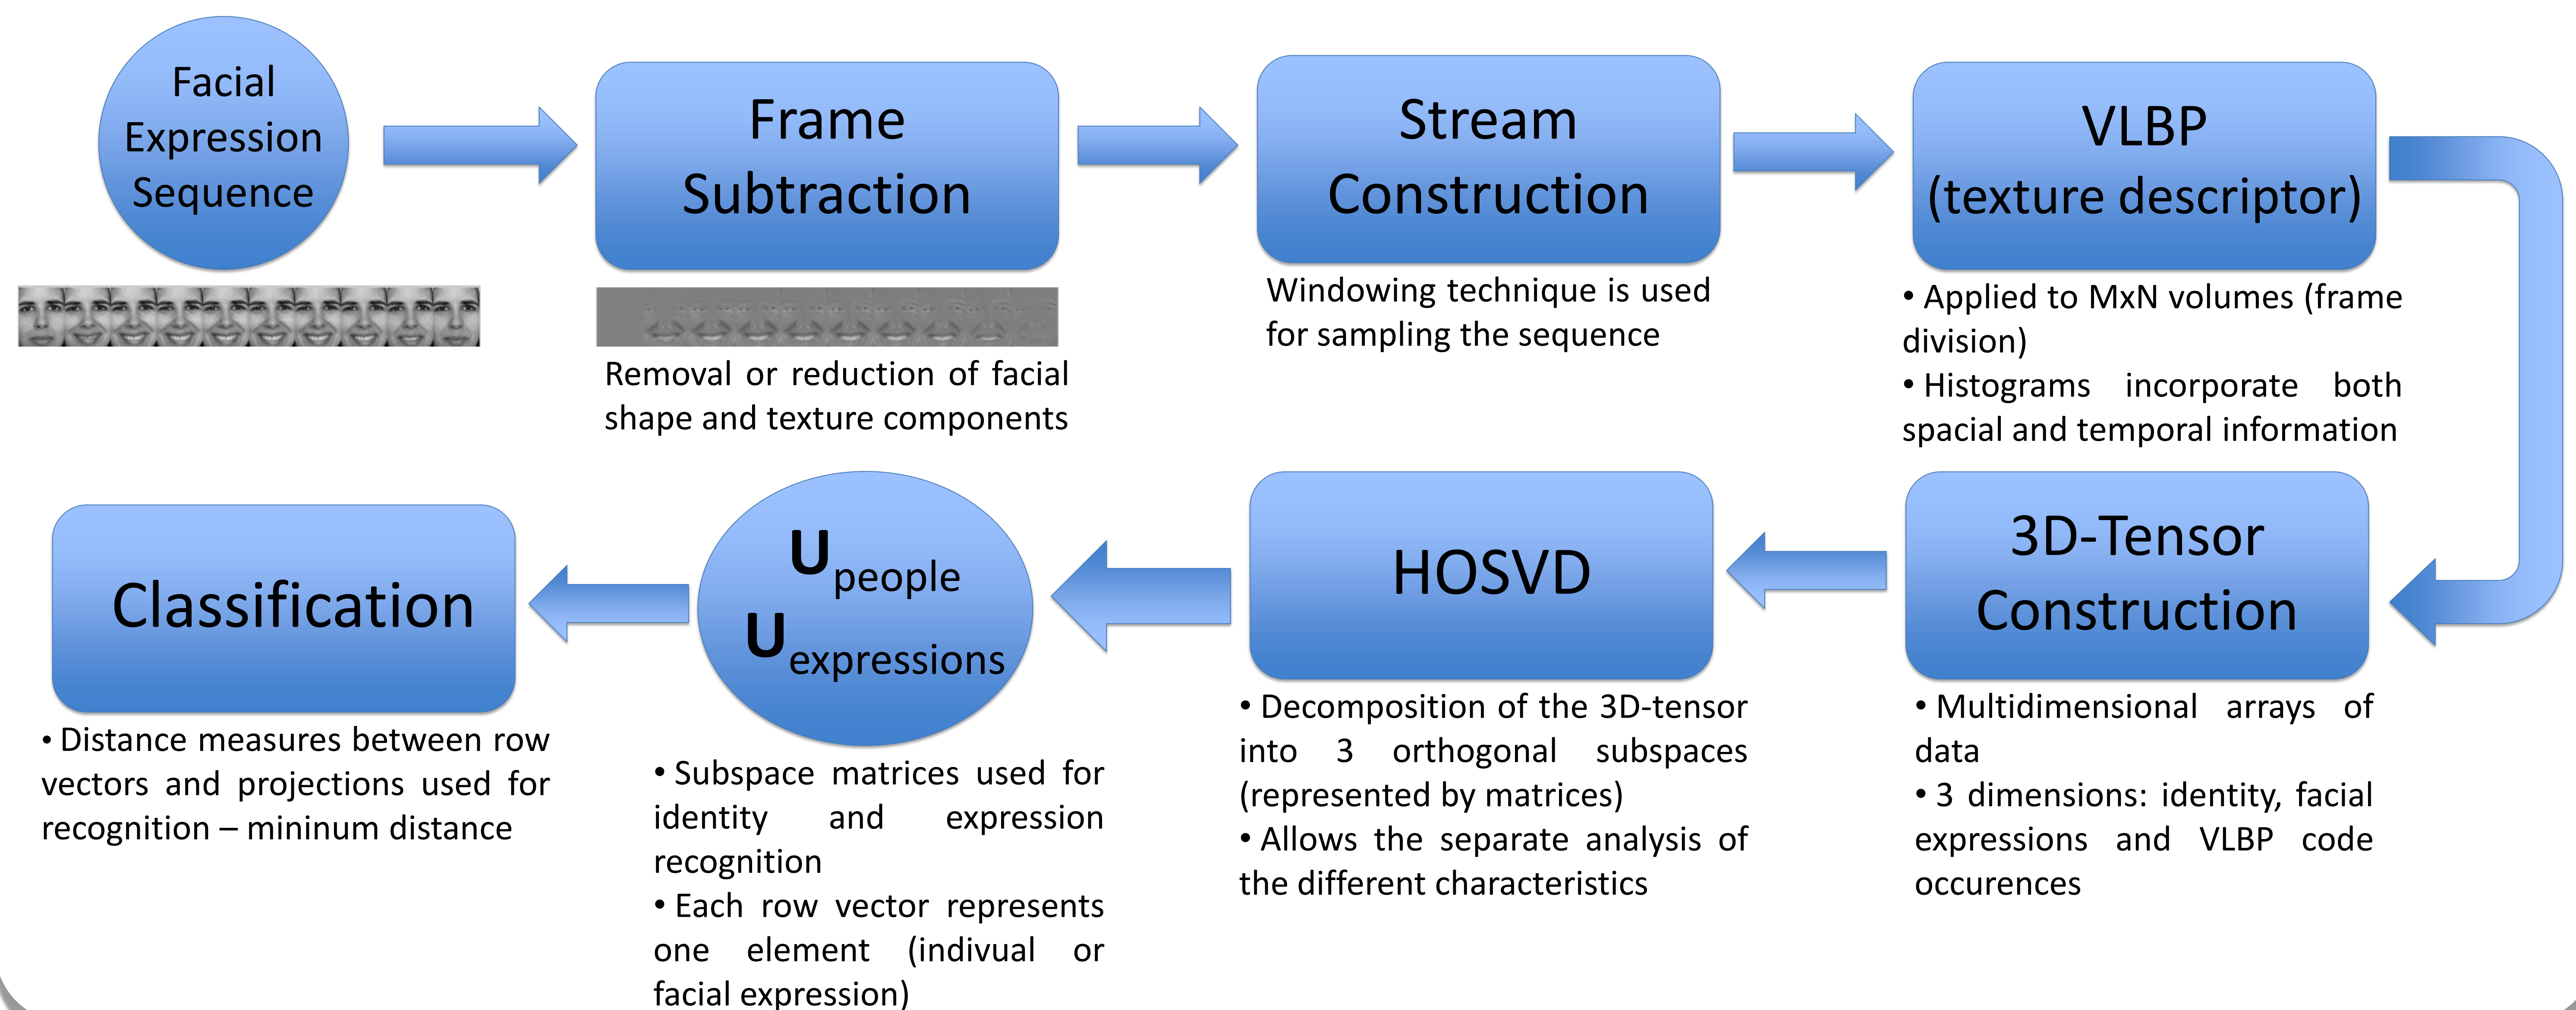 Facial
Expression
Sequence
Frame
Subtraction
Removal or reduction of facial
shape and texture components
Stream
Construction
Windowing technique is used
for sampling the sequence
VLBP
(texture descriptor)
• Applied to MxN volumes (frame
division)
• Histograms incorporate both
spacial and temporal information
3D-Tensor
Construction
• Multidimensional arrays of
data
• 3 dimensions: identity, facial
expressions and VLBP code
occurences
HOSVD
• Decomposition of the 3D-tensor
into 3 orthogonal subspaces
(represented by matrices)
• Allows the separate analysis of
the different characteristics
U people
U expressions
• Subspace matrices used for
identity and expression
recognition
• Each row vector represents
one element (indivual or
facial expression)
Classification
• Distance measures between row
vectors and projections used for
recognition – mininum distance